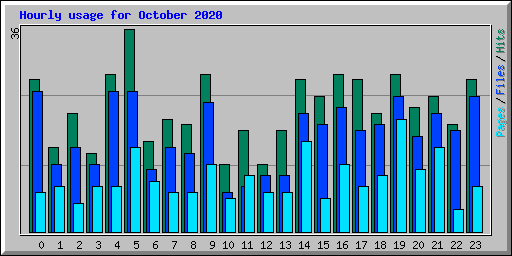 Hourly usage for October 2020
36
Pages/Files/Hits
0 1 2 3 4 5 6 7 8 9 10 11 12 13 14 15 16 17 18 19 20 21 22 23